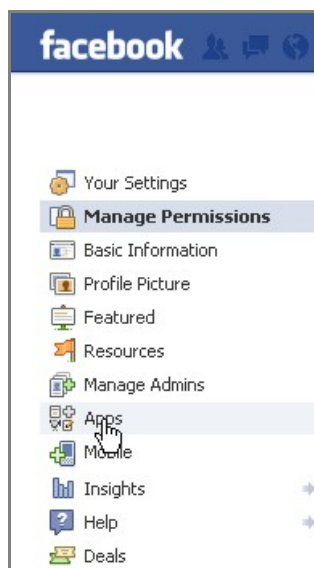 facebook
Your Settings
Manage Permissions
Basic Information
Profile Picture
Featured
Resources
Manage Admins
Apps
Mobile
Insights
Help
Deals